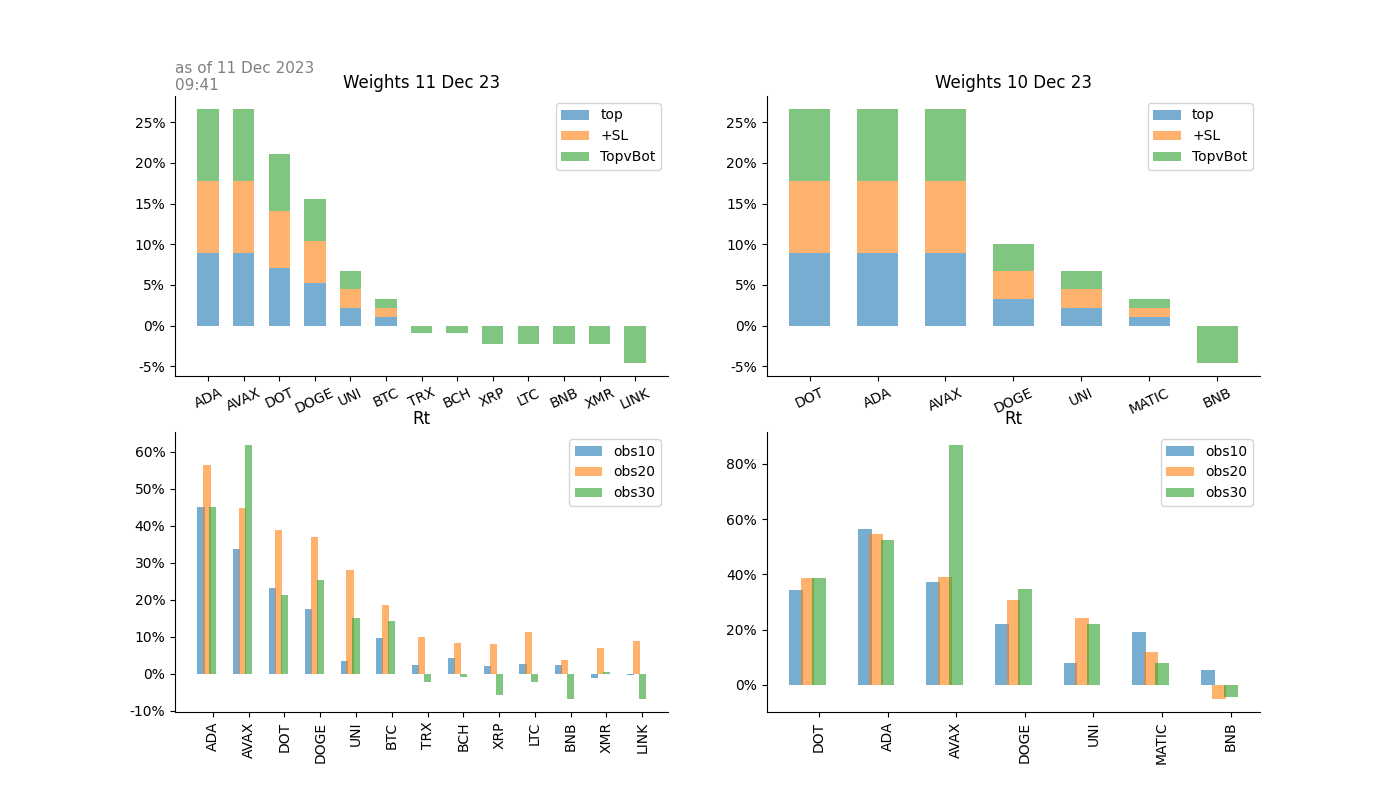 as of 11 Dec 2023
09:41
Weights 11 Dec 23
25%
20%
15%
10%
5%
0%
-5%
top
+SL
TopvBot
ADA AVAX DOT DOGE UNI BTC TRX BCH XRP LTC BNB XMR LINK
Weights 10 Dec 23
25%
20%
15%
10%
5%
0%
-5%
top
+SL
TopvBot
DOT ADA AVAX DOGE UNI MATIC BNB
Rt
60%
50%
40%
30%
20%
10%
0%
-10%
obs10
obs20
obs30
ADA AVAX DOT DOGE UNI BTC TRX BCH XRP LTC BNB XMR LINK
Rt
80%
60%
40%
20%
0%
obs10
obs20
obs30
DOT ADA AVAX DOGE UNI MATIC BNB